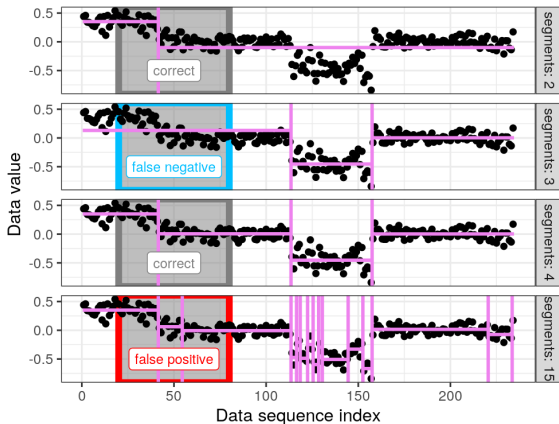 0.5
0.0
-0.5
correct
segments: 2
0.5
0.0
-0.5
false negative
segments: 3
0.5
0.0
-0.5
correct
segments: 4
0.5
0.0
-0.5
false positive
segments: 15
Data value
0 50 100 150 200
Data sequence index